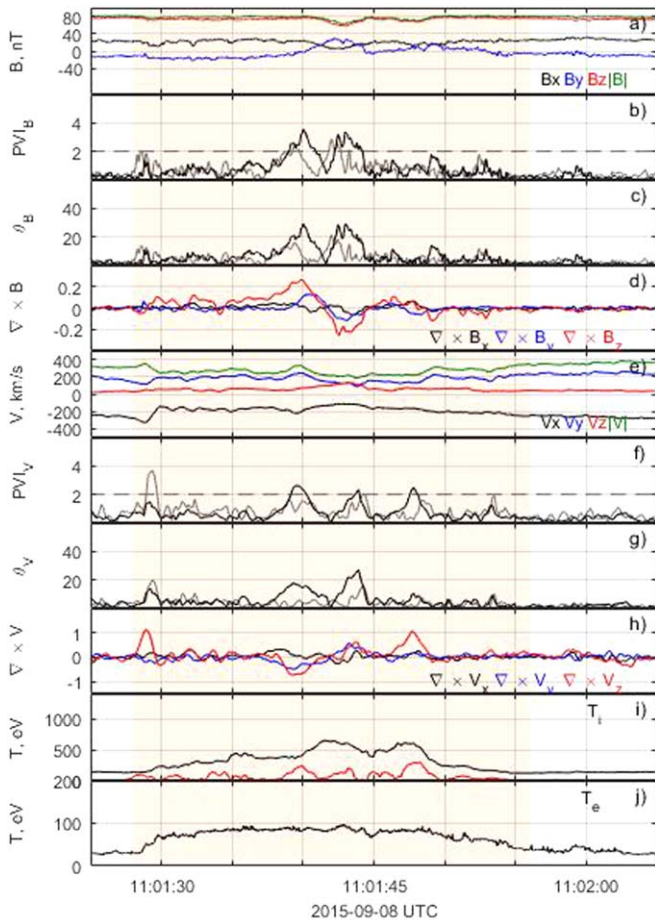 80
40
0
-40
B, nT
a)
Bx By Bz |B|
4
2
PVI_B
b)
40
20
ϑ_B
c)
0.2
0
-0.2
∇ × B
d)
∇ × B_x ∇ × B_y ∇ × B_z
400
200
0
-200
-400
V, km/s
e)
Vx Vy Vz |V|
4
2
PVI_V
f)
40
20
ϑ_V
g)
1
0
-1
∇ × V
h)
∇ × V_x ∇ × V_y ∇ × V_z
1000
500
0
T, eV
T_i
i)
200
100
0
T, eV
T_e
j)
11:01:30 11:01:45 11:02:00
2015-09-08 UTC